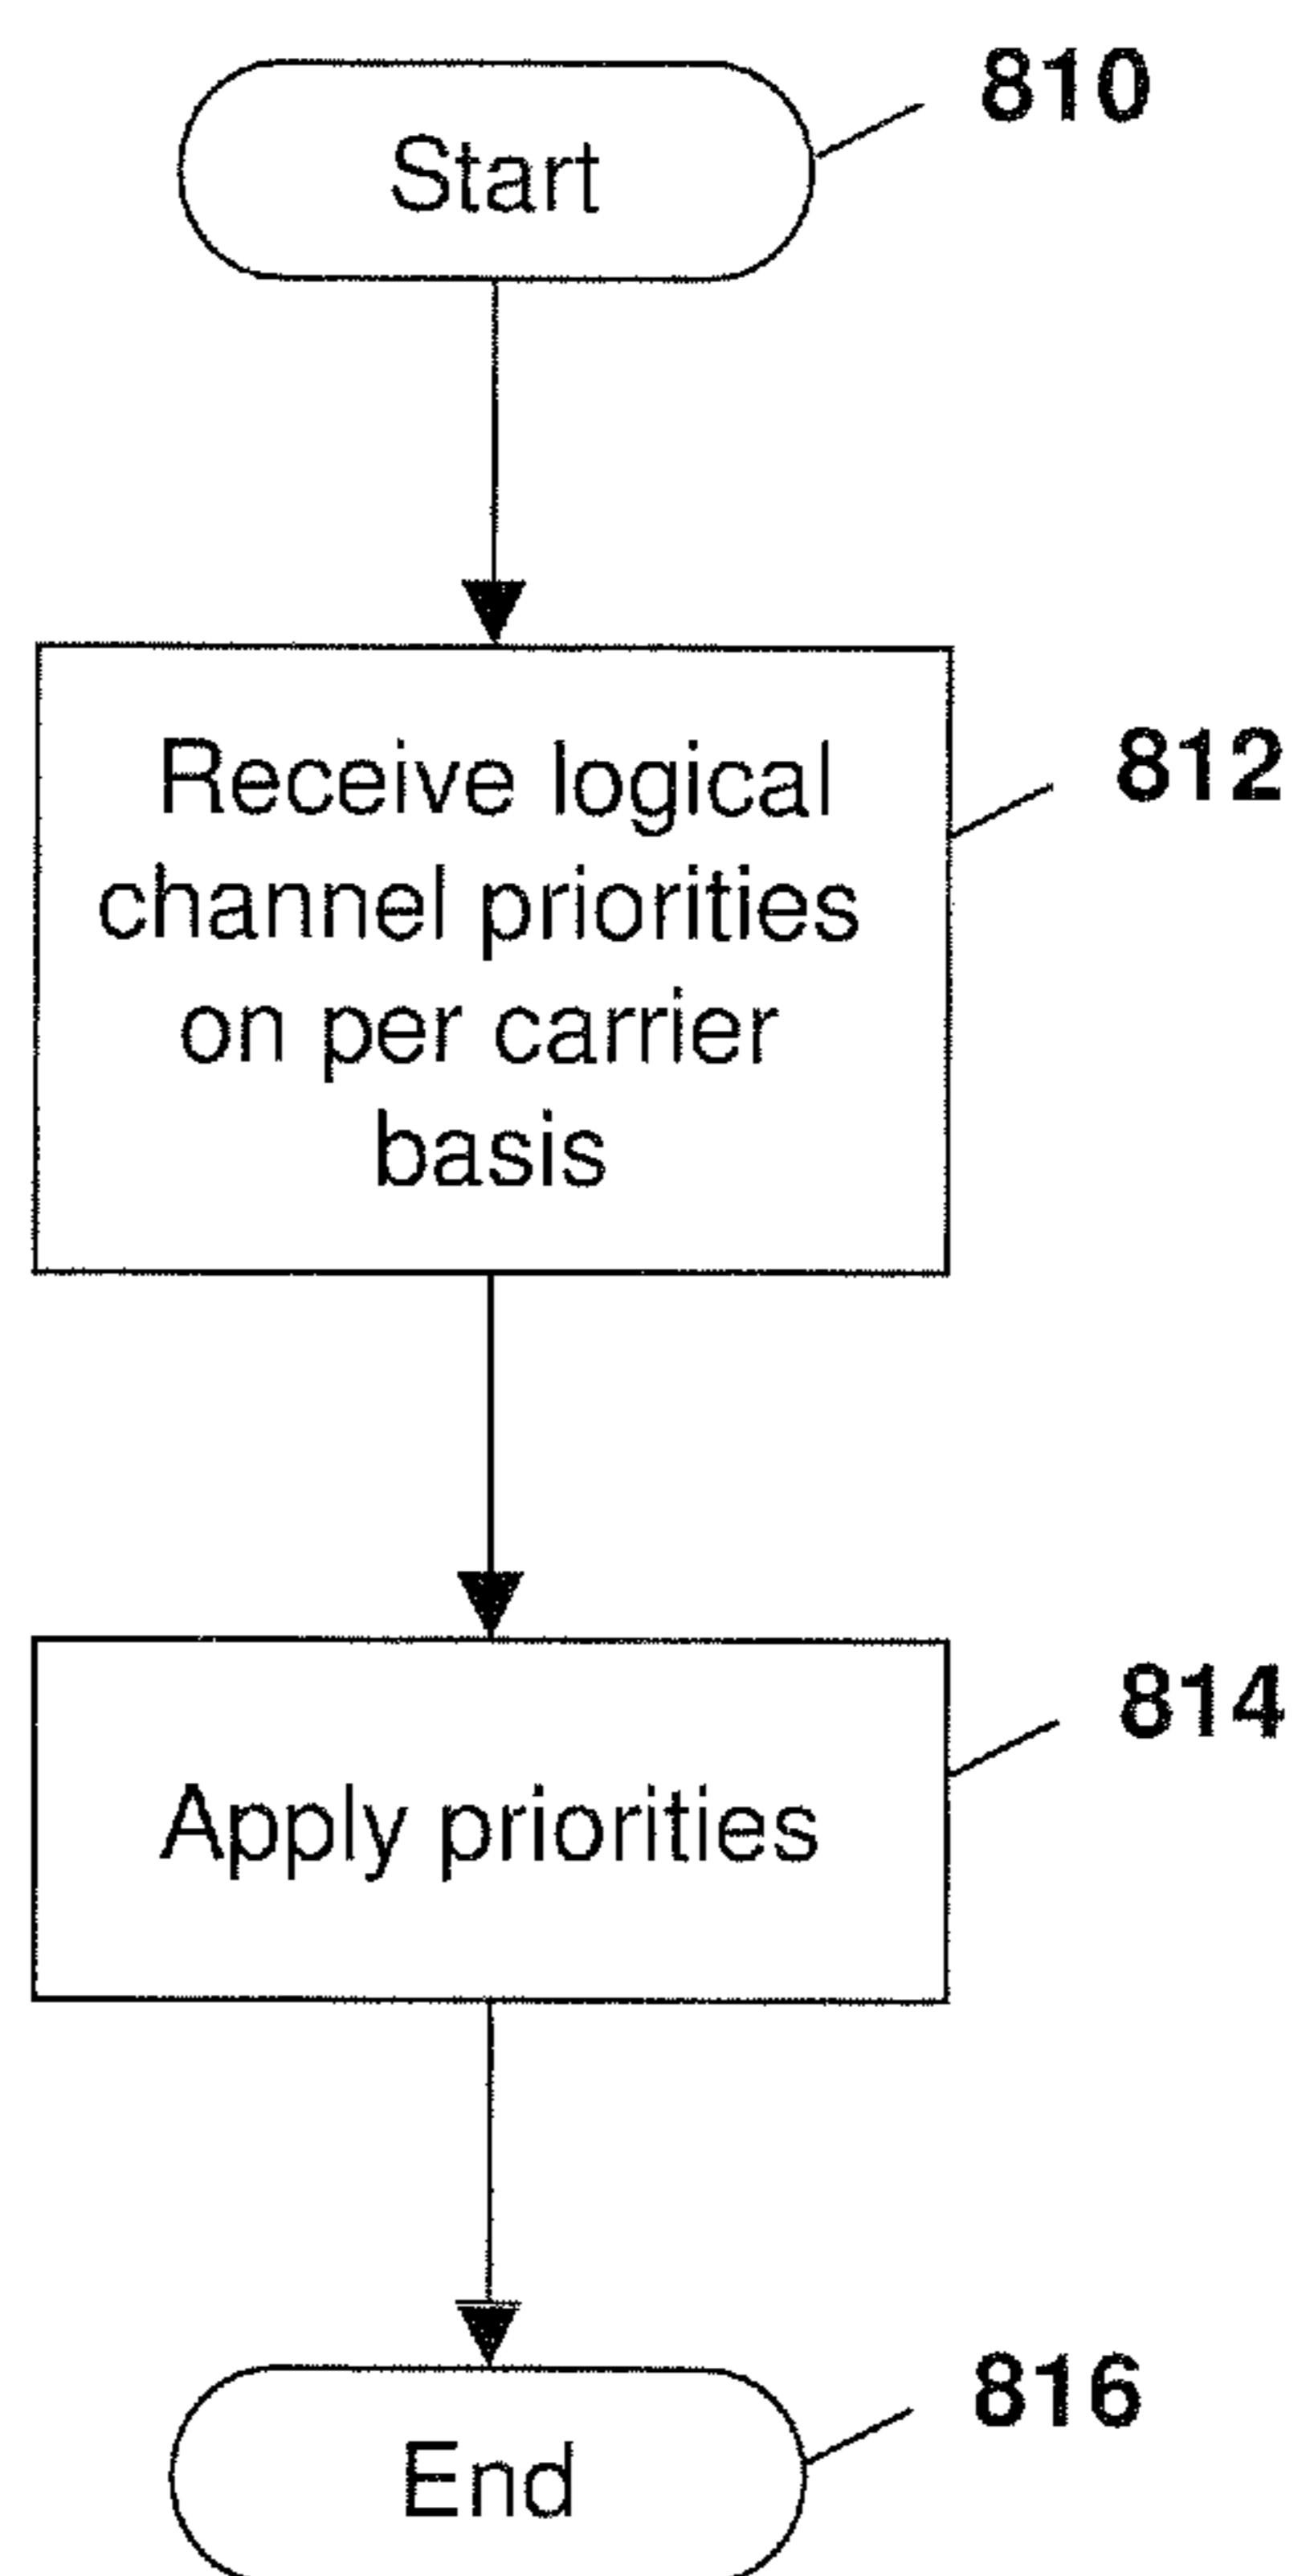 810
Start
812
Receive logical
channel priorities
on per carrier
basis
814
Apply priorities
816
End